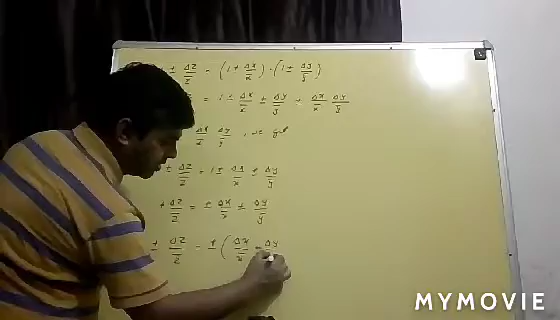 ± ΔZ/Z = (1 ± Δx/x) · (1 ± Δy/y)
= 1 ± Δx/x ± Δy/y + Δx/x Δy/y
Δx/x Δy/y
± ΔZ/Z = 1 ± Δx/x ± Δy/y
± ΔZ/Z = ± Δx/x ± Δy/y
± ΔZ/Z = ± ( Δx/x Δy
MYMOVIE